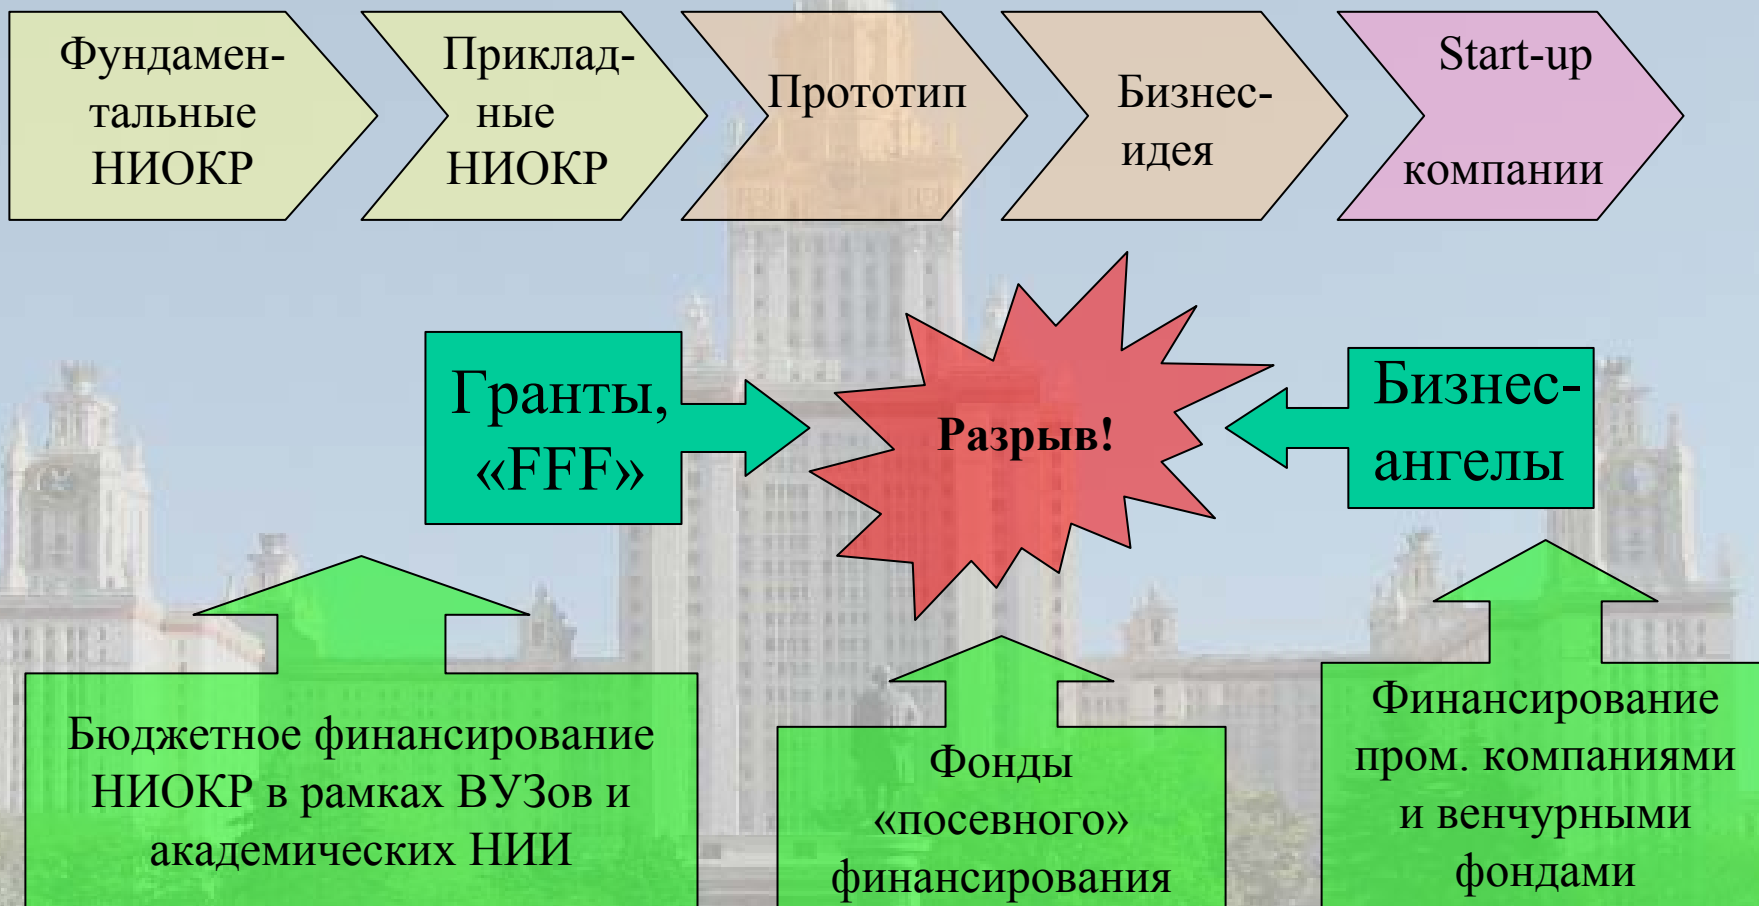 Фундамен-
тальные
НИОКР
Приклад-
ные
НИОКР
Прототип
Бизнес-
идея
Start-up
компании
Гранты,
«FFF»
Разрыв!
Бизнес-
ангелы
Бюджетное финансирование
НИОКР в рамках ВУЗов и
академических НИИ
Фонды
«посевного»
финансирования
Финансирование
пром. компаниями
и венчурными
фондами